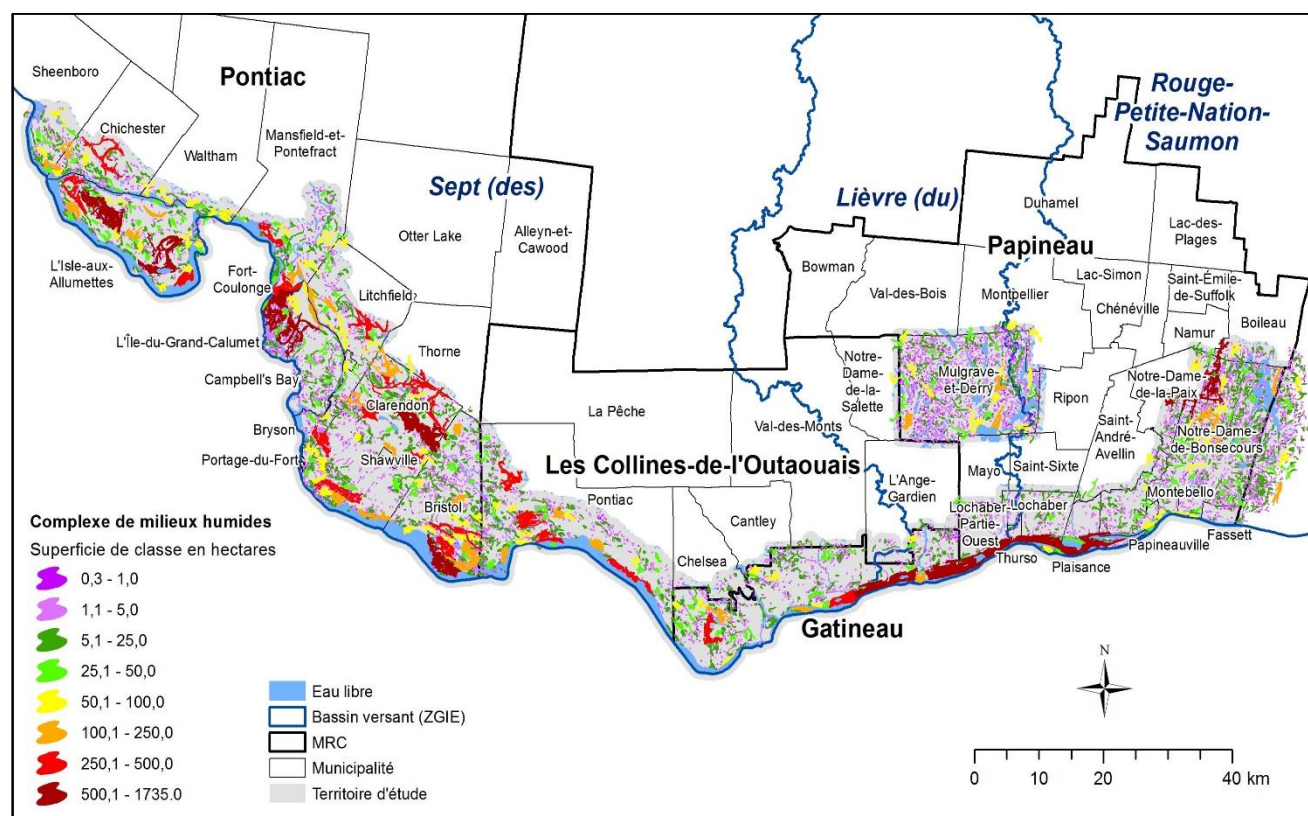 Sheenboro
Pontiac
Chichester
Waltham
Mansfield-et-
Pontefract
Sept (des)
Otter Lake
Alleyn-et-
Cawood
L'Isle-aux-
Allumettes
Fort-
Coulonge
Litchfield
L'Île-du-Grand-Calumet
Thorne
Campbell's Bay
Clarendon
Bryson
Portage-du-Fort
Shawville
Bristol
La Pêche
Les Collines-de-l'Outaouais
Pontiac
Cantley
Chelsea
Val-des-Monts
Gatineau
Lièvre (du)
Rouge-
Petite-Nation-
Saumon
Duhamel
Papineau
Lac-des-
Plages
Bowman
Val-des-Bois
Montpellier
Lac-Simon
Chénéville
Saint-Émile-
de-Suffolk
Namur
Boileau
Notre-
Dame-
de-la-
Salette
Mulgrave-
et-Derry
Ripon
Notre-Dame-
de-la-Paix
Saint-
André-
Avellin
Notre-Dame-
de-Bonsecours
L'Ange-
Gardien
Mayo
Saint-Sixte
Lochaber-
Partie-
Ouest
Lochaber
Montebello
Thurso
Plaisance
Papineauville
Fassett
Complexe de milieux humides
Superficie de classe en hectares
0,3 - 1,0
1,1 - 5,0
5,1 - 25,0
25,1 - 50,0
50,1 - 100,0
100,1 - 250,0
250,1 - 500,0
500,1 - 1735.0
Eau libre
Bassin versant (ZGIE)
MRC
Municipalité
Territoire d'étude
N
0 10 20 40 km